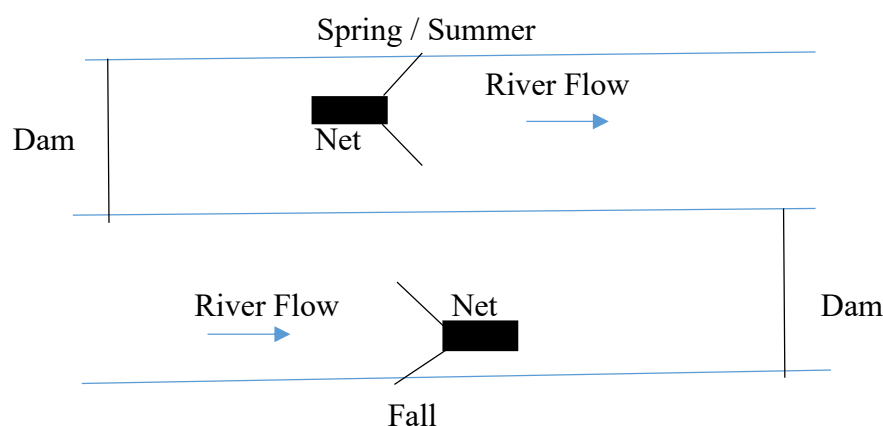 Spring / Summer
River Flow
Dam
Net
River Flow
Net
Dam
Fall